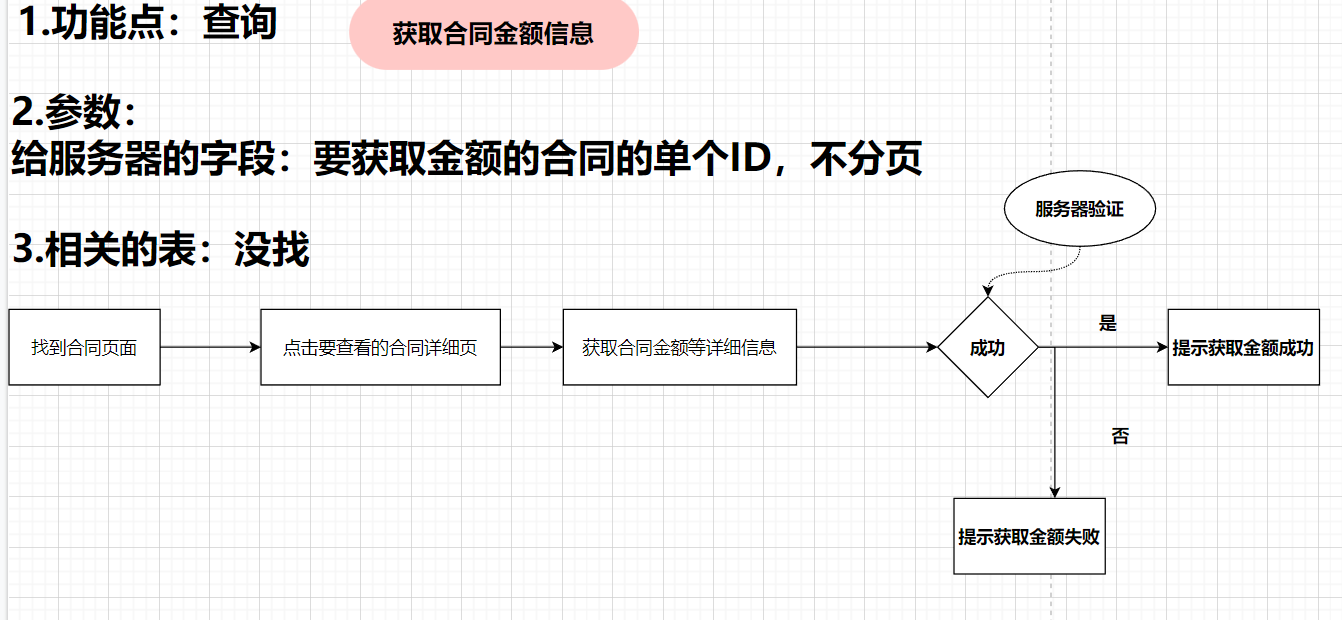 1.功能点：查询
获取合同金额信息
2.参数：
给服务器的字段：要获取金额的合同的单个ID，不分页
服务器验证
3.相关的表：没找
找到合同页面
点击要查看的合同详细页
获取合同金额等详细信息
成功
是
提示获取金额成功
否
提示获取金额失败